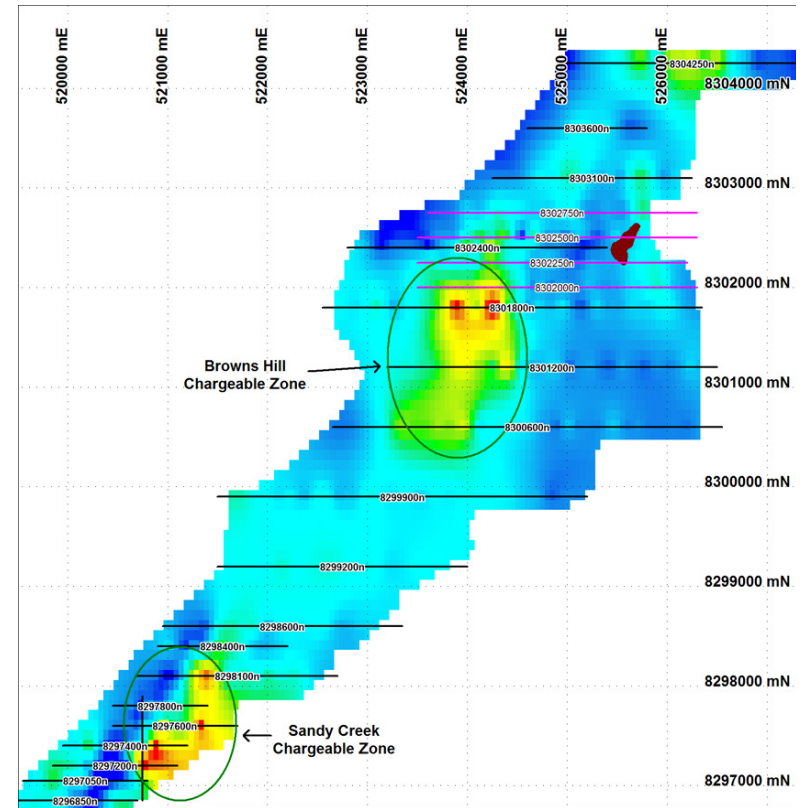 520000 mE
521000 mE
522000 mE
523000 mE
524000 mE
525000 mE
526000 mE
8304250n
8304000 mN
8303600n
8303100n
8303000 mN
8302750n
8302500n
8302400n
8302250n
8302000n
8302000 mN
8301800n
Browns Hill
Chargeable Zone
8301200n
8301000 mN
8300600n
8300000 mN
8299900n
8299200n
8299000 mN
8298600n
8298400n
8298100n
8298000 mN
8297800n
8297600n
Sandy Creek
Chargeable Zone
8297400n
8297200n
8297050n
8297000 mN
8296850n